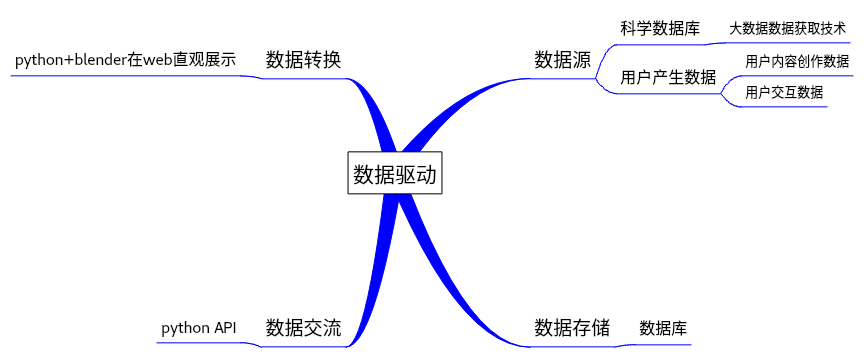 数据驱动
数据源
科学数据库
大数据数据获取技术
用户产生数据
用户内容创作数据
用户交互数据
数据存储
数据库
数据转换
python+blender在web直观展示
数据交流
python API